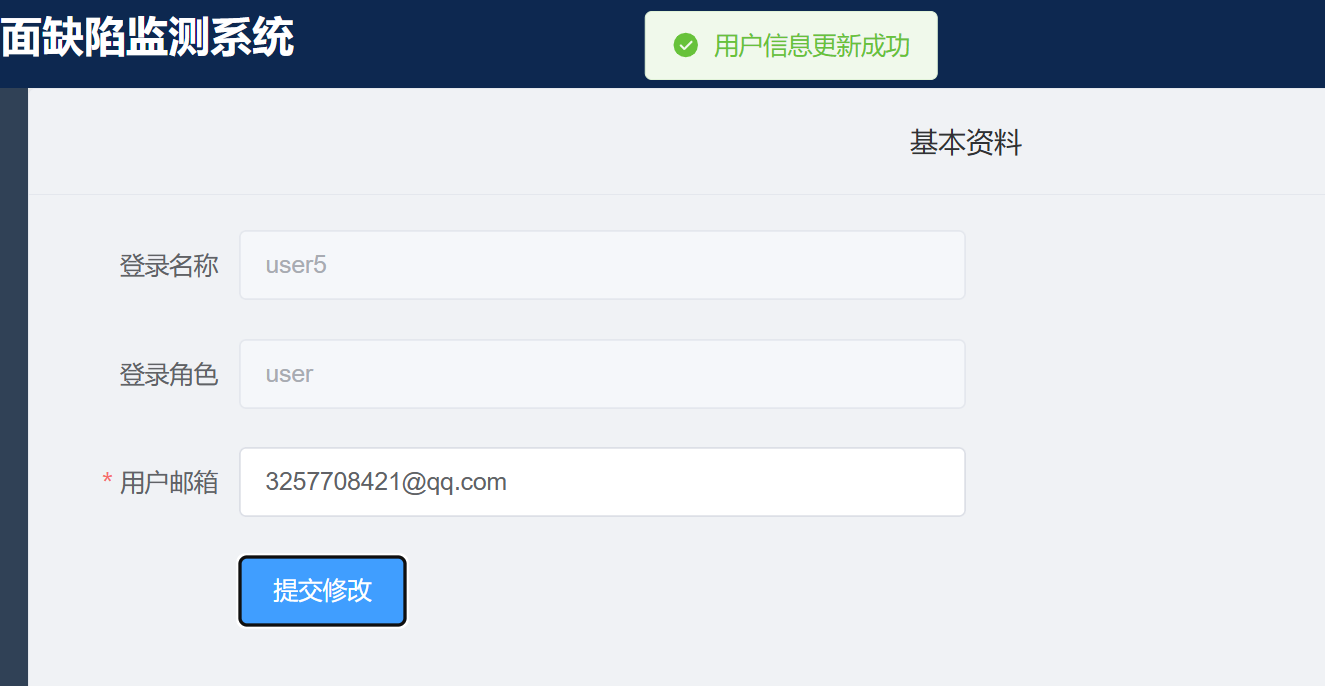 面缺陷监测系统
用户信息更新成功
基本资料
登录名称 user5
登录角色 user
* 用户邮箱 3257708421@qq.com
提交修改